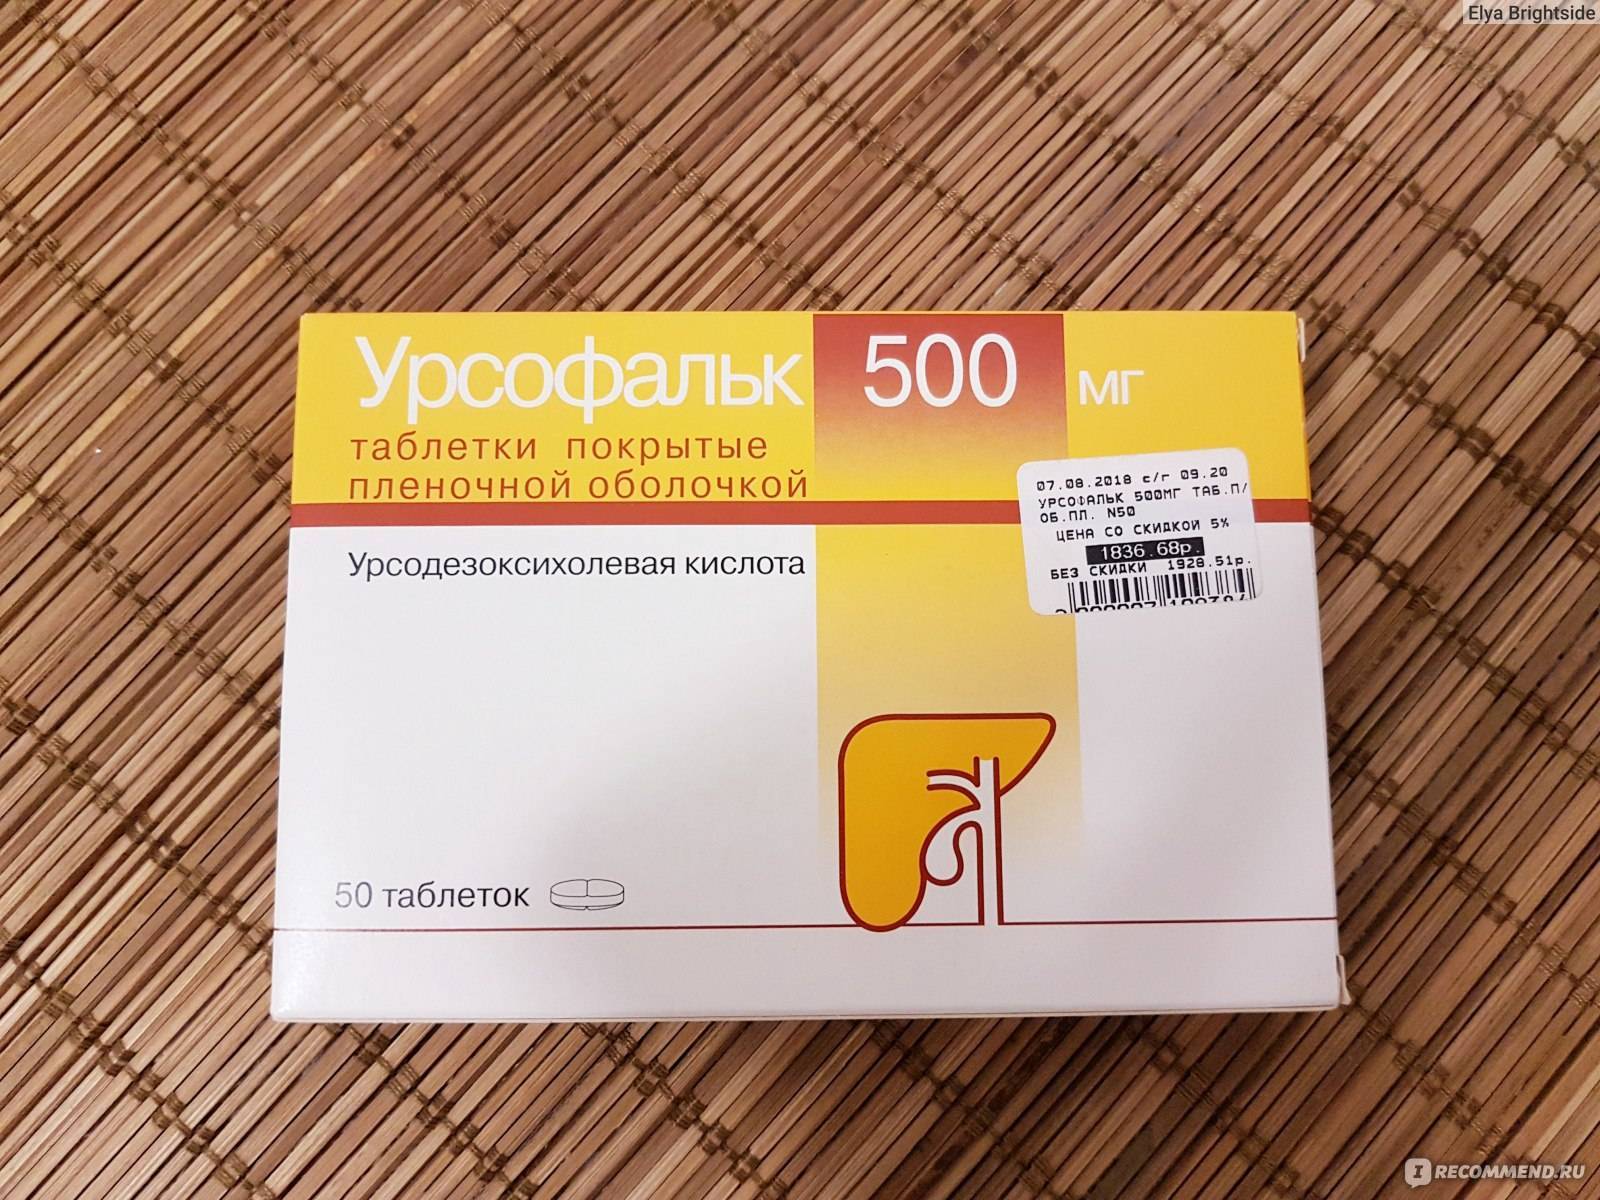 Elya Brightside
Урсофальк 500 мг
таблетки покрытые
пленочной оболочкой
07.08.2018 с/г 09.20
УРСОФАЛЬК 500МГ ТАБ.П/
ОБ.ПЛ. N50
ЦЕНА СО СКИДКОЙ 5%
1836.68р.
БЕЗ СКИДКИ 1928.51р.
Урсодезоксихолевая кислота
50 таблеток
IRECOMMEND.RU